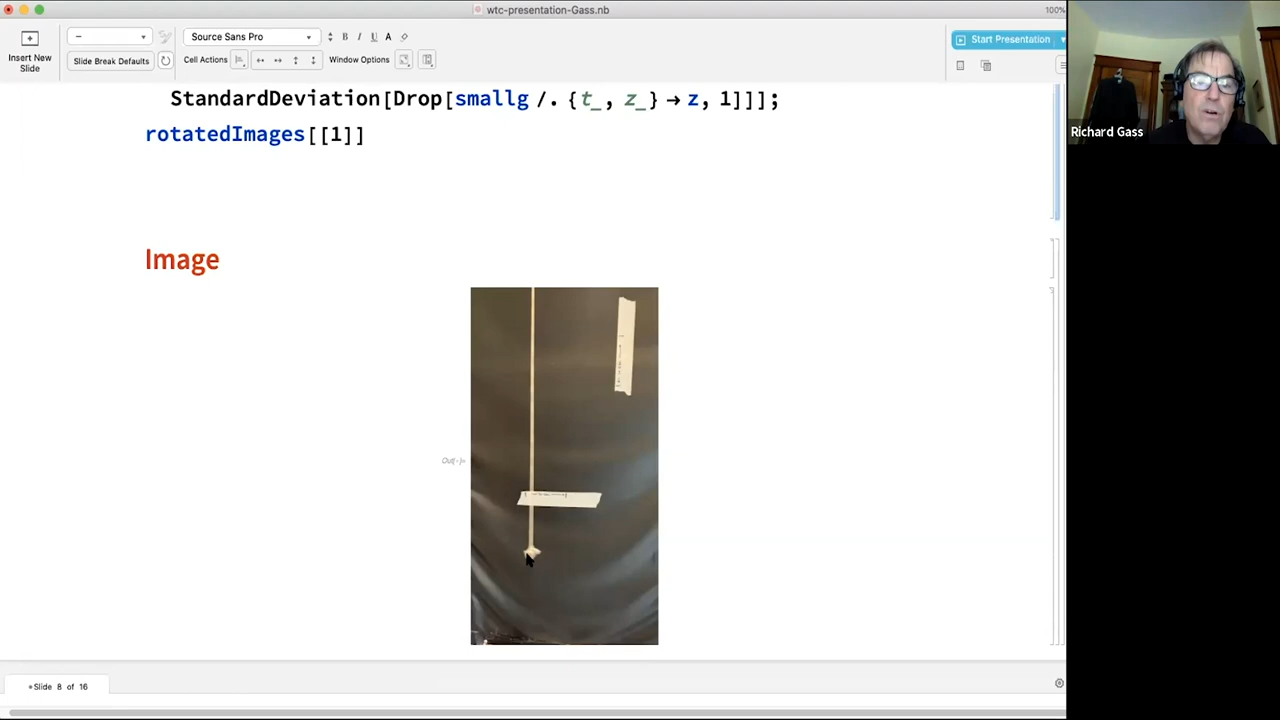 wtc-presentation-Gass.nb
100%
Insert New
Slide
Slide Break Defaults
Source Sans Pro
B I U A
Cell Actions
Window Options
Start Presentation
StandardDeviation[Drop[smallg /. {t_, z_} → z, 1]]];
rotatedImages[[1]]
Richard Gass
Image
Out[-]=
Slide 8 of 16